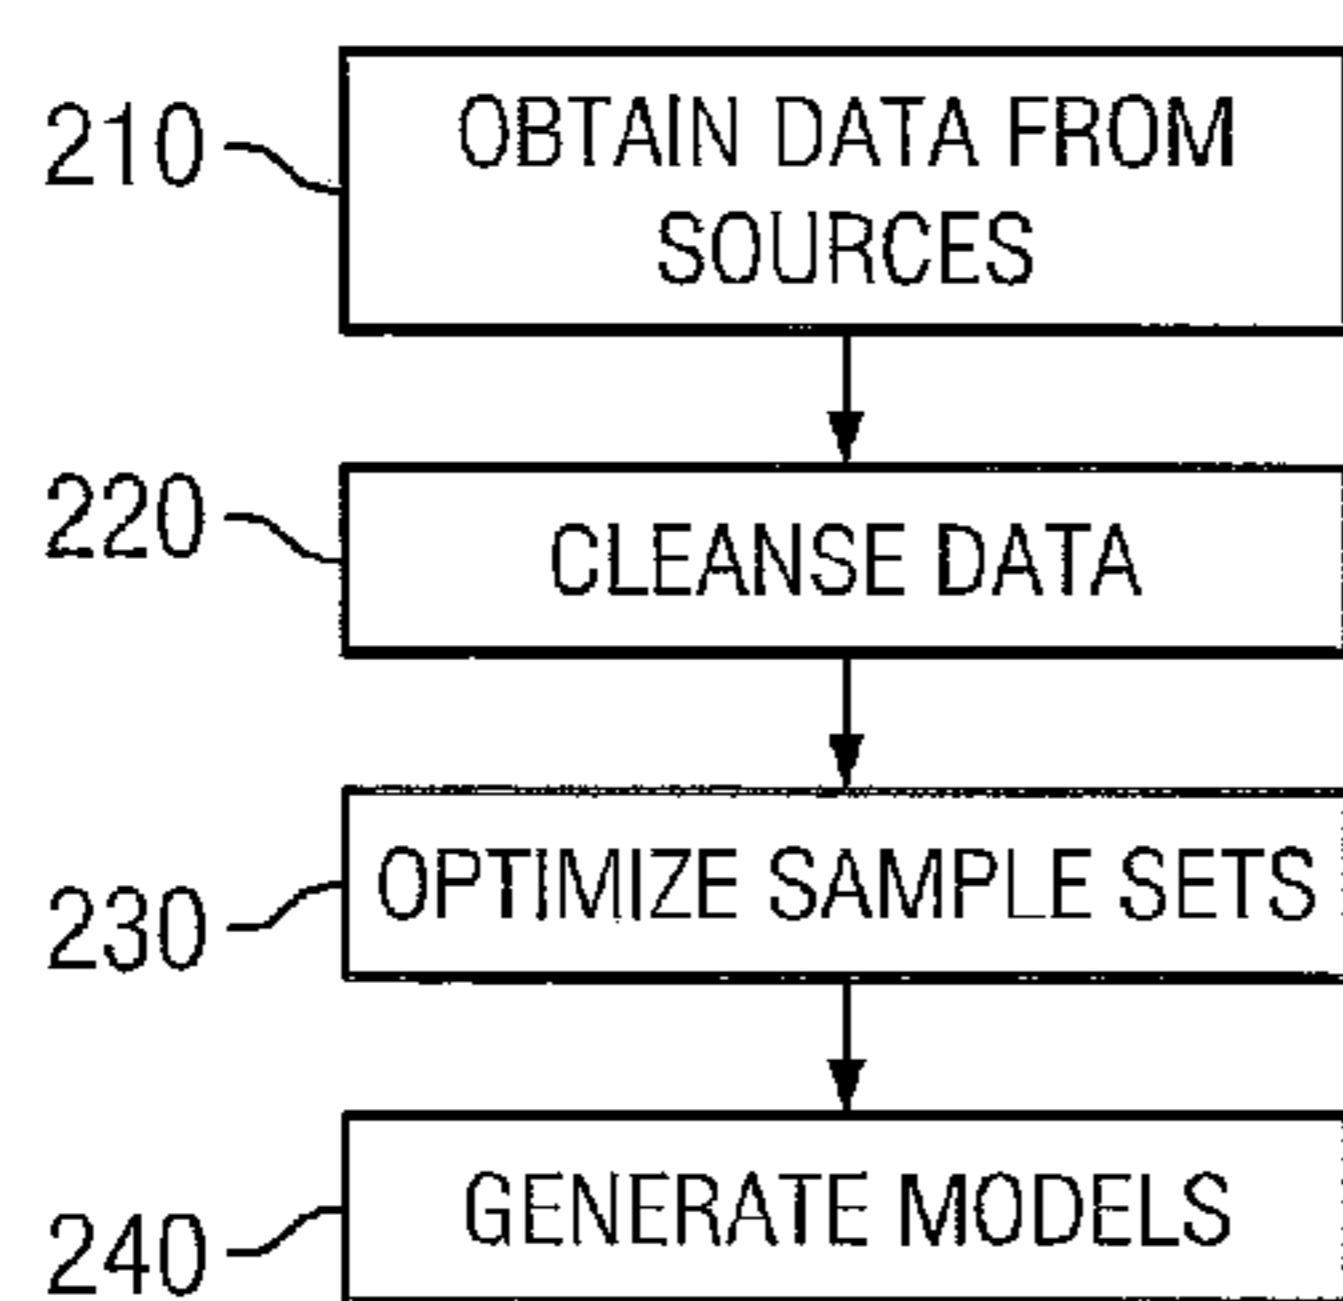 210
OBTAIN DATA FROM
SOURCES
220
CLEANSE DATA
230
OPTIMIZE SAMPLE SETS
240
GENERATE MODELS